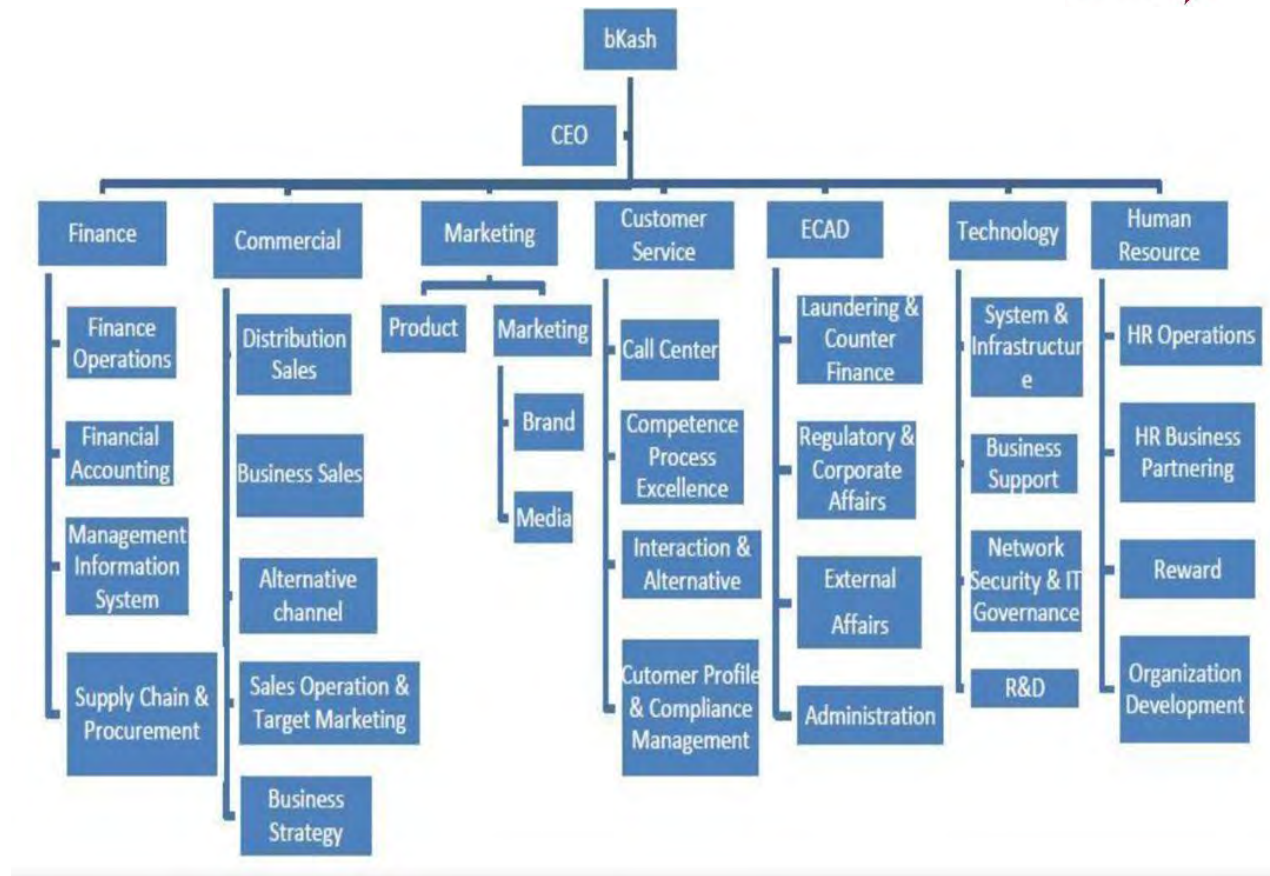 bKash
CEO
Finance
Commercial
Marketing
Customer
Service
ECAD
Technology
Human
Resource
Finance
Operations
Financial
Accounting
Management
Information
System
Supply Chain &
Procurement
Distribution
Sales
Business Sales
Alternative
channel
Sales Operation &
Target Marketing
Business
Strategy
Product
Marketing
Brand
Media
Call Center
Competence
Process
Excellence
Interaction &
Alternative
Cutomer Profile
& Compliance
Management
Laundering &
Counter
Finance
Regulatory &
Corporate
Affairs
External
Affairs
Administration
System &
Infrastructur
e
Business
Support
Network
Security & IT
Governance
R&D
HR Operations
HR Business
Partnering
Reward
Organization
Development